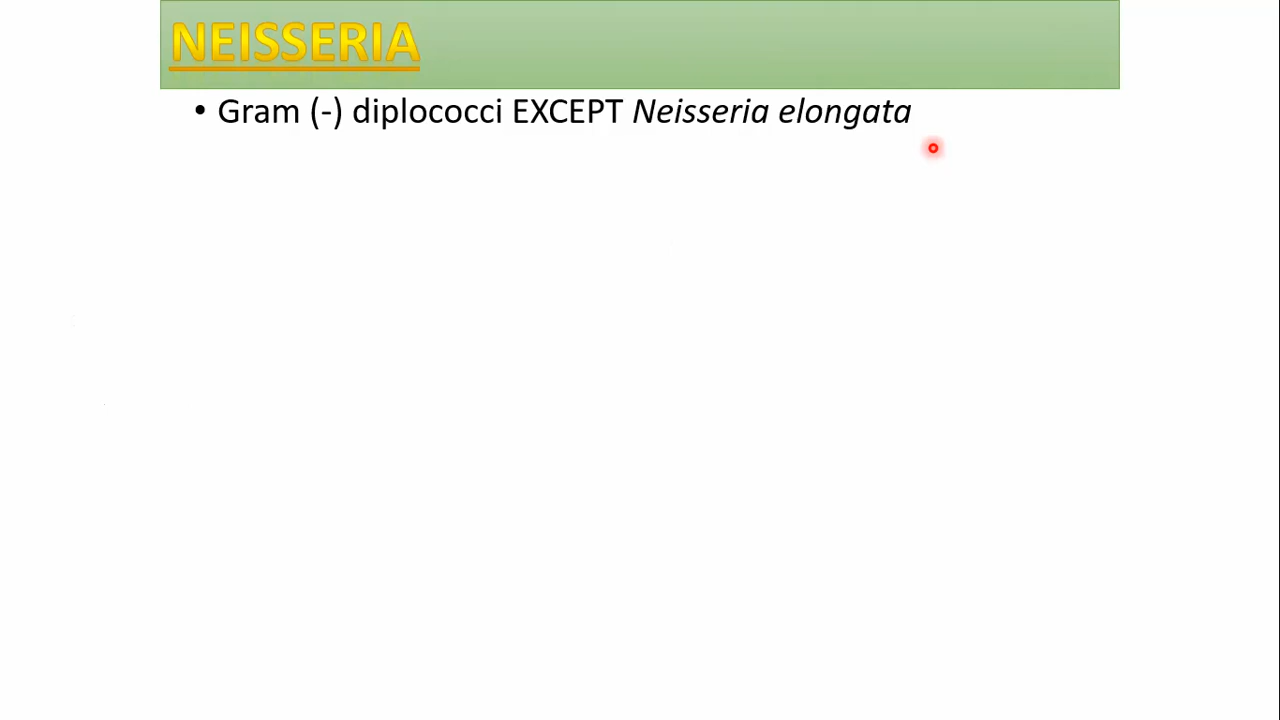 NEISSERIA
• Gram (-) diplococci EXCEPT Neisseria elongata